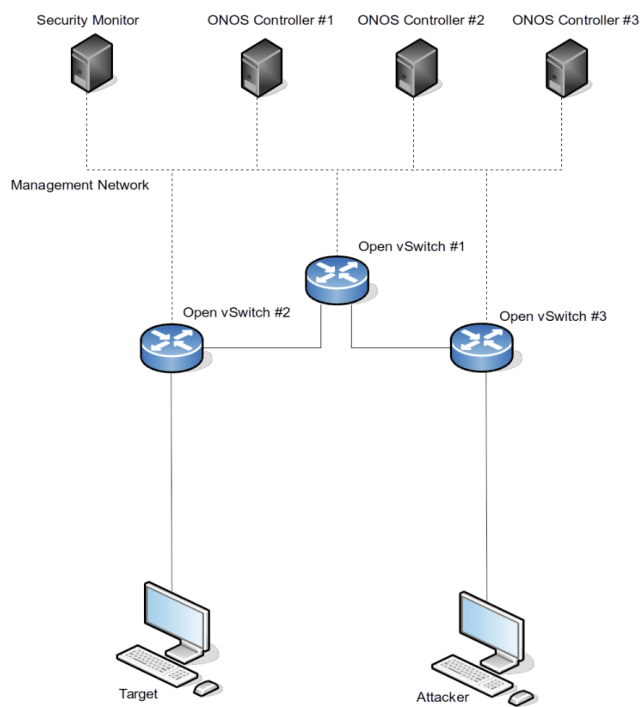 Security Monitor
ONOS Controller #1
ONOS Controller #2
ONOS Controller #3
Management Network
Open vSwitch #1
Open vSwitch #2
Open vSwitch #3
Target
Attacker